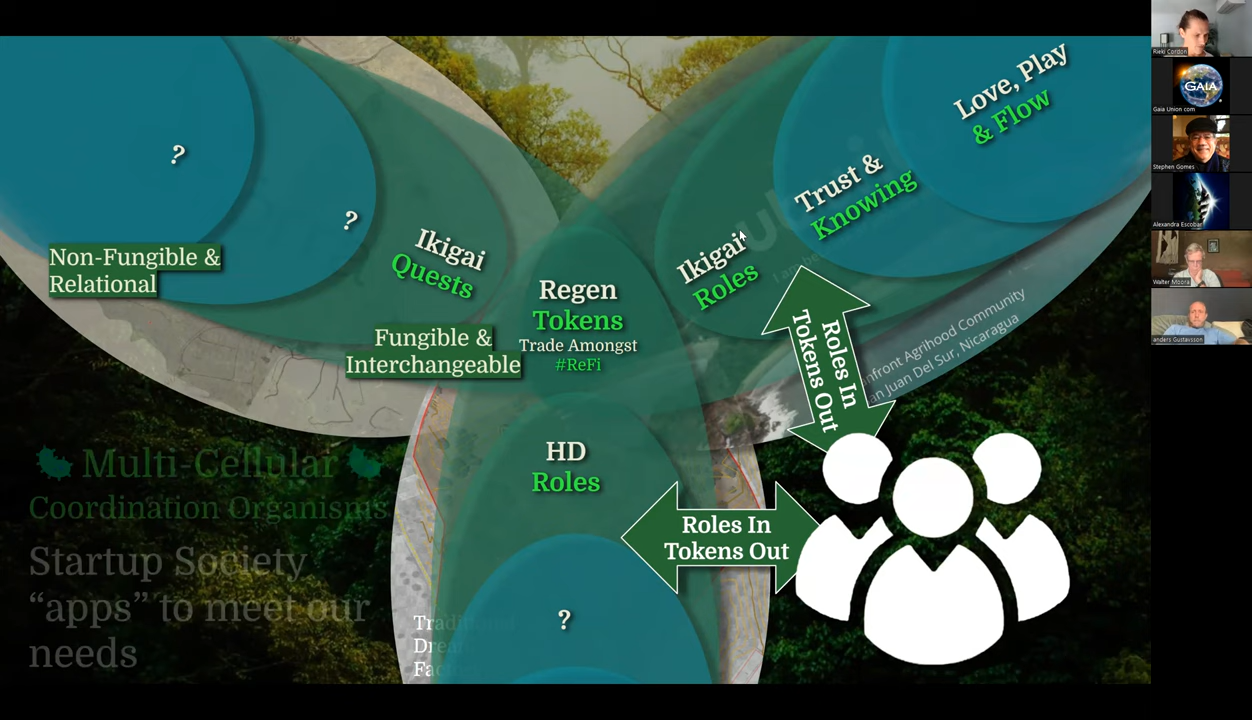 ?
?
Non-Fungible &
Relational
Ikigai
Quests
Fungible &
Interchangeable
Regen
Tokens
Trade Amongst
#ReFi
Ikigai
Roles
Trust &
Knowing
Love, Play
& Flow
Roles In
Tokens Out
Agrihood Community
Juan Del Sur, Nicaragua
HD
Roles
Roles In
Tokens Out
?
Multi-Cellular
Coordination Organisms
Startup Society
“apps” to meet our
needs
Rieki Cordon
GAIA
Gaia Union com
Stephen Gomes
Alexandra Escobar
Walter Moora
anders Gustafsson